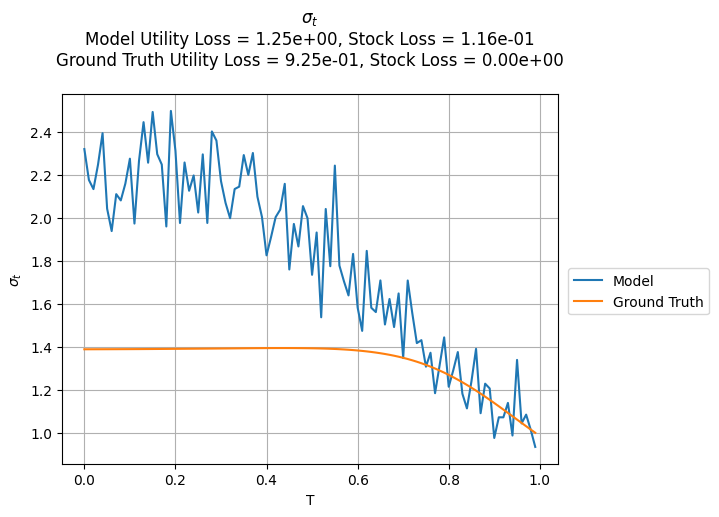 σt
Model Utility Loss = 1.25e+00, Stock Loss = 1.16e-01
Ground Truth Utility Loss = 9.25e-01, Stock Loss = 0.00e+00
2.4
2.2
2.0
1.8
1.6
1.4
1.2
1.0
σt
0.0 0.2 0.4 0.6 0.8 1.0
T
Model
Ground Truth